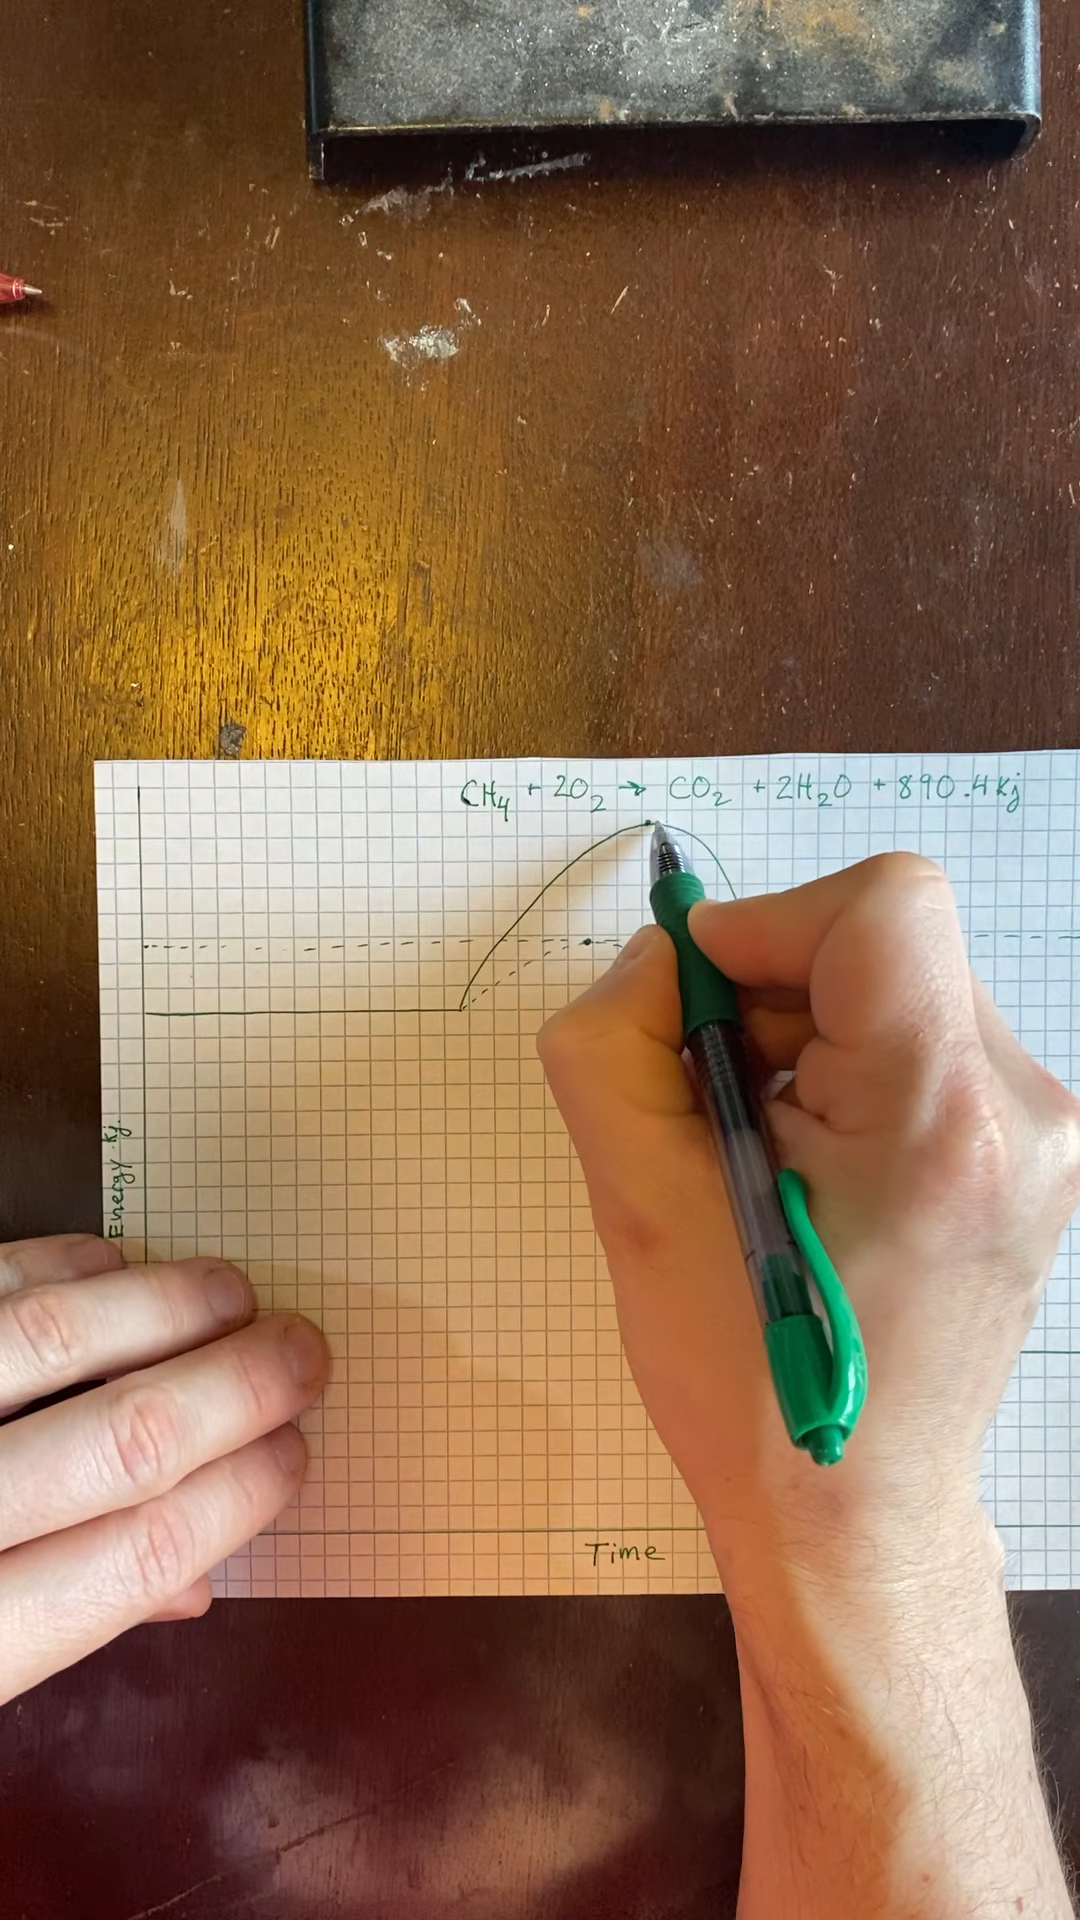 CH₄ + 2O₂ → CO₂ + 2H₂O + 890.4 Kj
Energy Kj.
Time